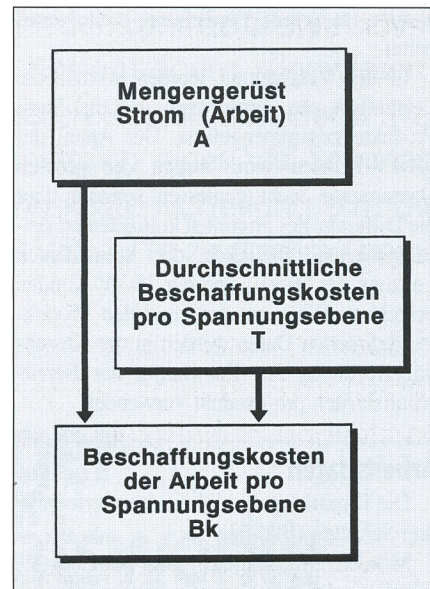 Mengengerüst
Strom (Arbeit)
A
Durchschnittliche
Beschaffungskosten
pro Spannungsebene
T
Beschaffungskosten
der Arbeit pro
Spannungsebene
Bk